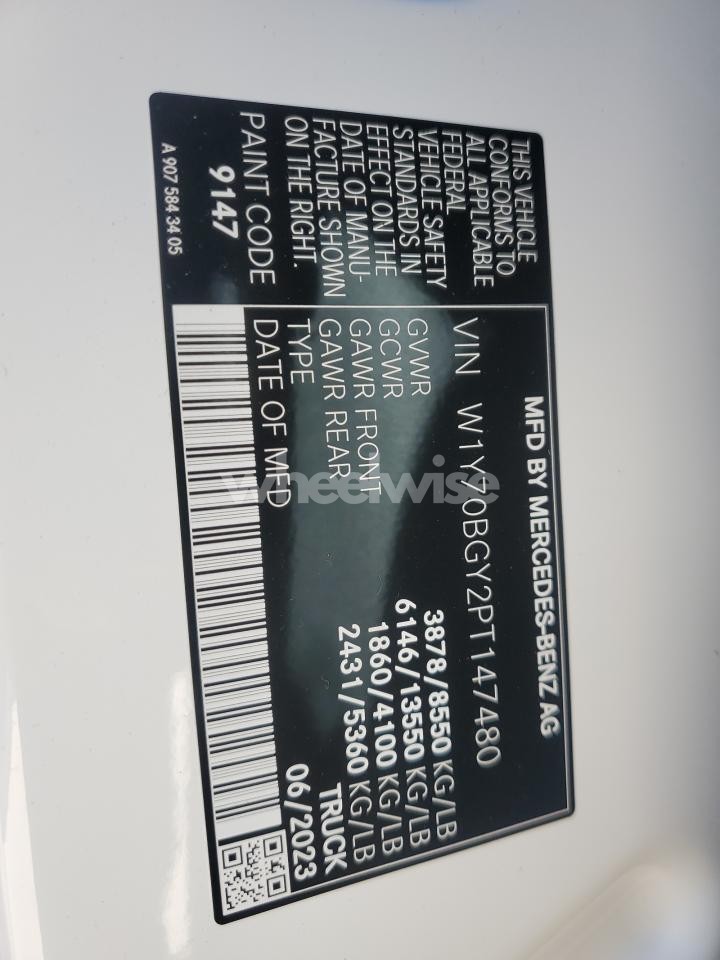 THIS VEHICLE
CONFORMS TO
ALL APPLICABLE
FEDERAL
VEHICLE SAFETY
STANDARDS IN
EFFECT ON THE
DATE OF MANU-
FACTURE SHOWN
ON THE RIGHT.
PAINT CODE
9147
A 907 584 34 05
MFD BY MERCEDES-BENZ AG
VIN W1Y70BGY2PT147480
GVWR 3878/8550 KG/LB
GCWR 6146/13550 KG/LB
GAWR FRONT 1860/4100 KG/LB
GAWR REAR 2431/5360 KG/LB
TYPE TRUCK
DATE OF MFD 06/2023
wheelwise